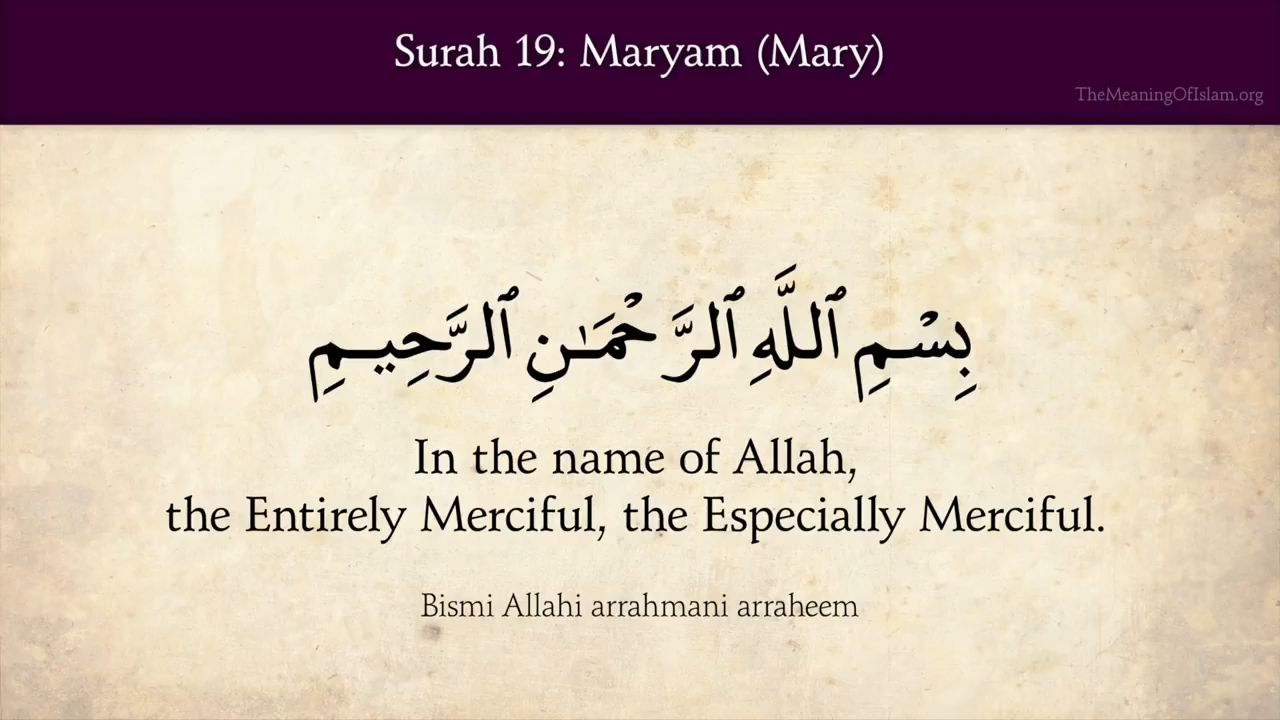 Surah 19: Maryam (Mary)
TheMeaningOfIslam.org
بِسْمِ ٱللَّهِ ٱلرَّحْمَـٰنِ ٱلرَّحِيمِ
In the name of Allah,
the Entirely Merciful, the Especially Merciful.
Bismi Allahi arrahmani arraheem